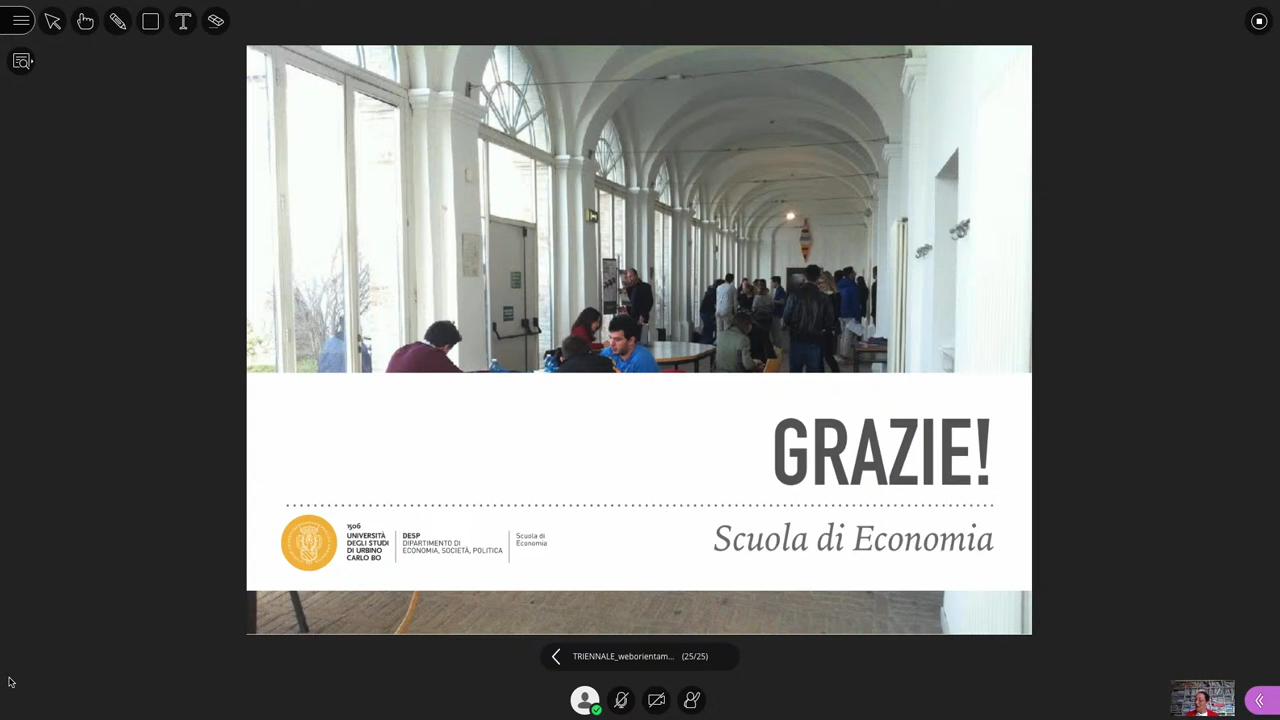 GRAZIE!
Scuola di Economia
1506
UNIVERSITÀ
DEGLI STUDI
DI URBINO
CARLO BO
DESP
DIPARTIMENTO DI
ECONOMIA, SOCIETÀ, POLITICA
Scuola di
Economia
TRIENNALE_weborientam... (25/25)